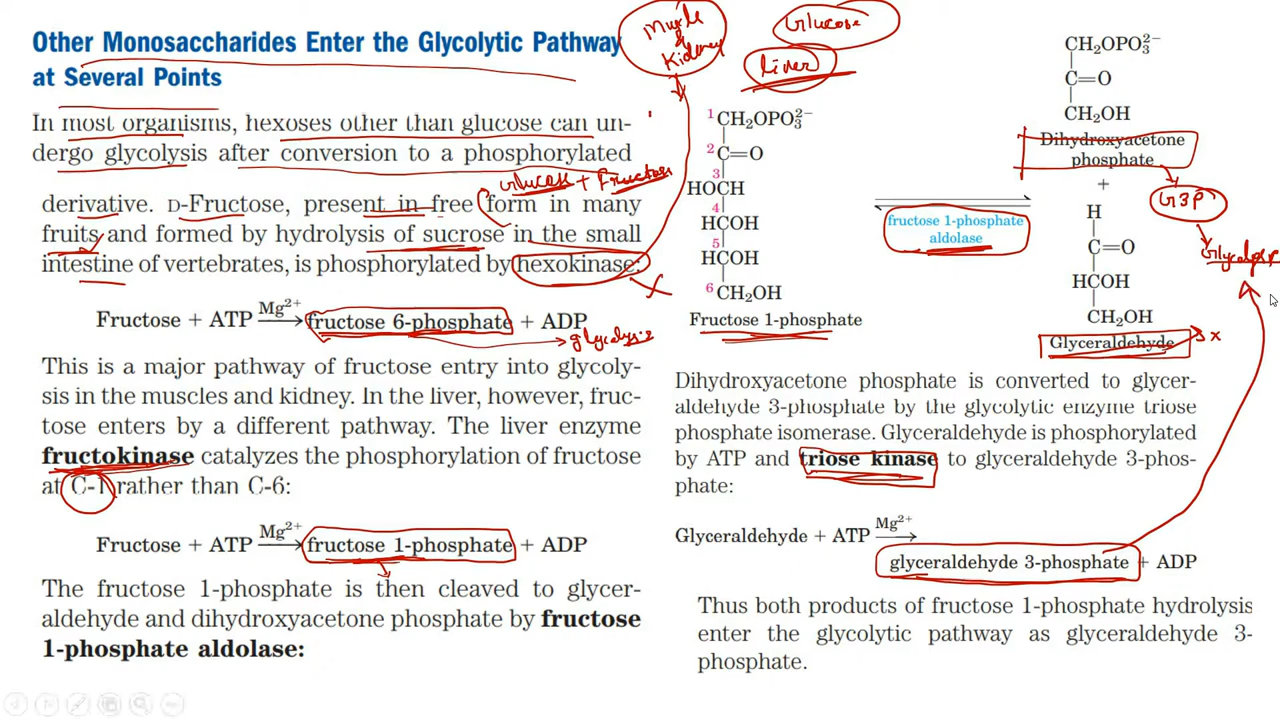 Other Monosaccharides Enter the Glycolytic Pathway
at Several Points
In most organisms, hexoses other than glucose can un-
dergo glycolysis after conversion to a phosphorylated
Glucose + Fructose
derivative. D-Fructose, present in free form in many
fruits and formed by hydrolysis of sucrose in the small
intestine of vertebrates, is phosphorylated by hexokinase:
Fructose + ATP Mg2+ → fructose 6-phosphate + ADP
glycolysis
This is a major pathway of fructose entry into glycoly-
sis in the muscles and kidney. In the liver, however, fruc-
tose enters by a different pathway. The liver enzyme
fructokinase catalyzes the phosphorylation of fructose
at C-1 rather than C-6:
Fructose + ATP Mg2+ → fructose 1-phosphate + ADP
The fructose 1-phosphate is then cleaved to glycer-
aldehyde and dihydroxyacetone phosphate by fructose
1-phosphate aldolase:
Muscle
&
Kidney
Glucose
liver
1 CH2OPO3 2−
2 C=O
3 HOCH
4 HCOH
5 HCOH
6 CH2OH
Fructose 1-phosphate
fructose 1-phosphate
aldolase
CH2OPO3 2−
C=O
CH2OH
Dihydroxyacetone
phosphate
+
G3P
Glycolysis
H
C=O
HCOH
CH2OH
Glyceraldehyde
x
Dihydroxyacetone phosphate is converted to glycer-
aldehyde 3-phosphate by the glycolytic enzyme triose
phosphate isomerase. Glyceraldehyde is phosphorylated
by ATP and triose kinase to glyceraldehyde 3-phos-
phate:
Glyceraldehyde + ATP Mg2+ →
glyceraldehyde 3-phosphate + ADP
Thus both products of fructose 1-phosphate hydrolysis
enter the glycolytic pathway as glyceraldehyde 3-
phosphate.